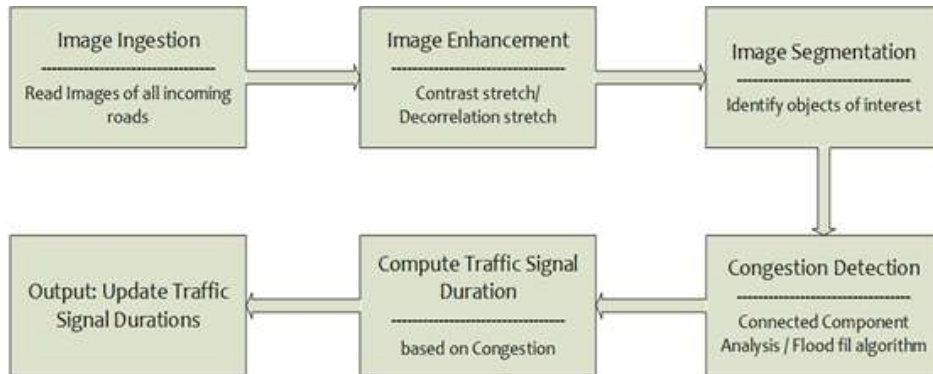 Image Ingestion
Read Images of all incoming
roads
Image Enhancement
Contrast stretch/
Decorrelation stretch
Image Segmentation
Identify objects of interest
Congestion Detection
Connected Component
Analysis / Flood fil algorithm
Compute Traffic Signal
Duration
based on Congestion
Output: Update Traffic
Signal Durations